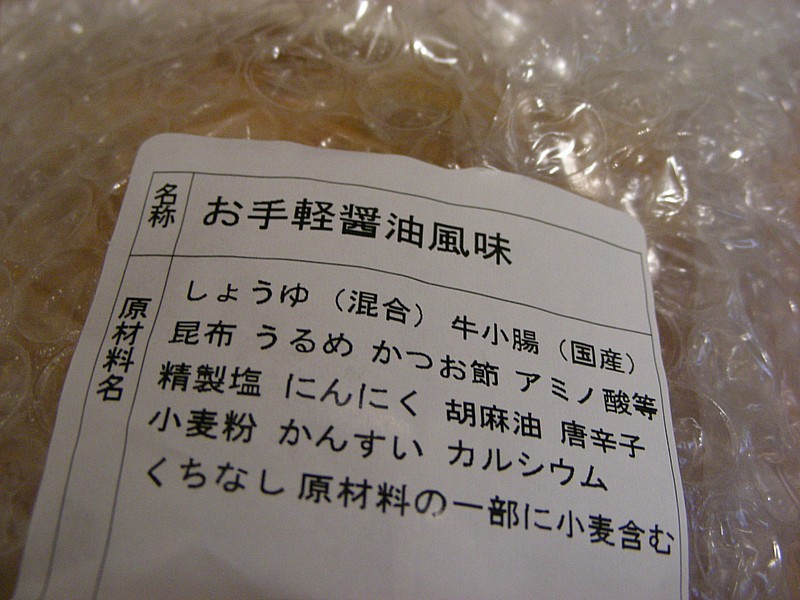 名称 お手軽醤油風味
原材料名
しょうゆ（混合） 牛小腸（国産）
昆布 うるめ かつお節 アミノ酸等
精製塩 にんにく 胡麻油 唐辛子
小麦粉 かんすい カルシウム
くちなし 原材料の一部に小麦含む